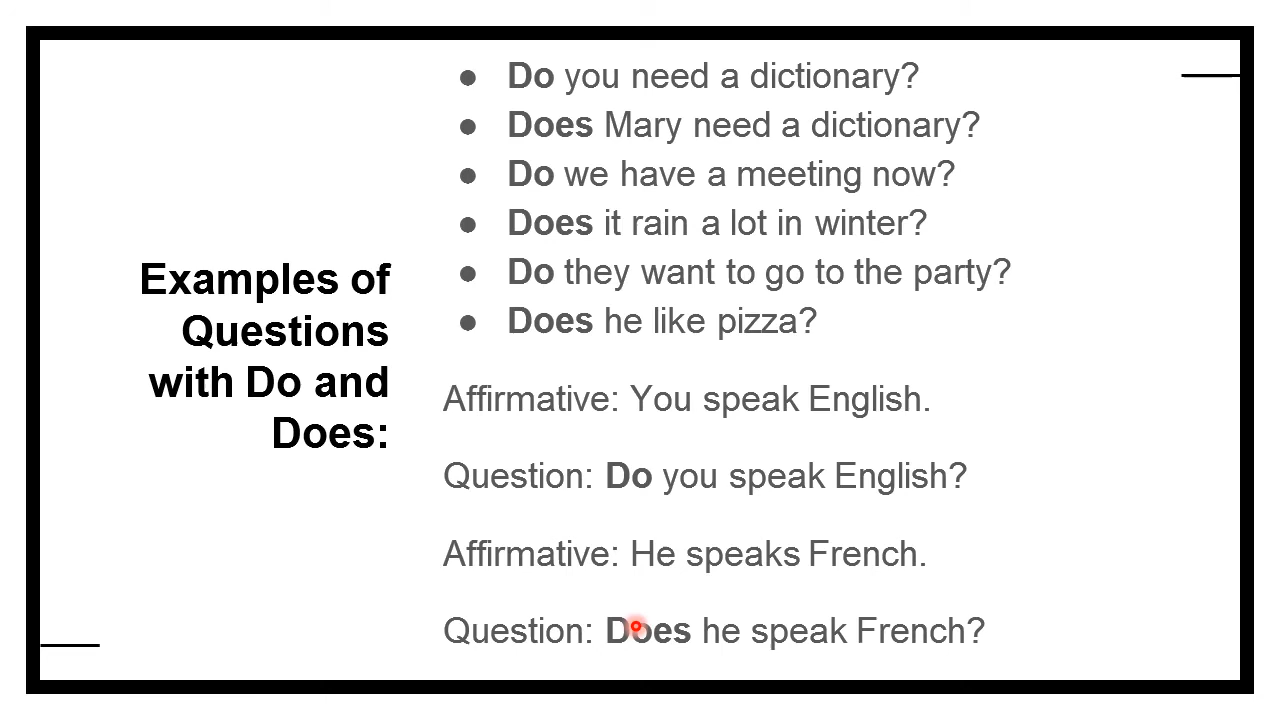 Examples of
Questions
with Do and
Does:
● Do you need a dictionary?
● Does Mary need a dictionary?
● Do we have a meeting now?
● Does it rain a lot in winter?
● Do they want to go to the party?
● Does he like pizza?
Affirmative: You speak English.
Question: Do you speak English?
Affirmative: He speaks French.
Question: Does he speak French?